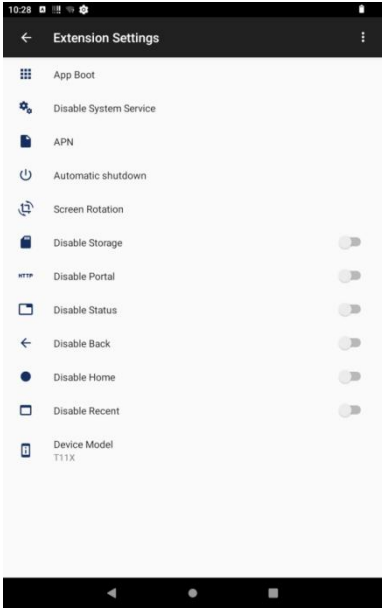 10:28
Extension Settings
App Boot
Disable System Service
APN
Automatic shutdown
Screen Rotation
Disable Storage
HTTP Disable Portal
Disable Status
Disable Back
Disable Home
Disable Recent
Device Model
T11X